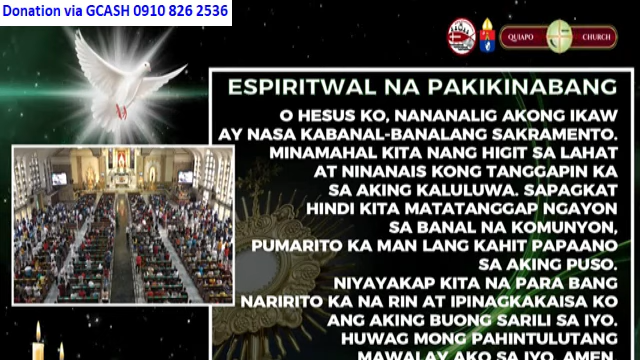 Donation via GCASH 0910 826 2536
QUIAPO CHURCH
ESPIRITWAL NA PAKIKINABANG
O HESUS KO, NANANALIG AKONG IKAW
AY NASA KABANAL-BANALANG SAKRAMENTO.
MINAMAHAL KITA NANG HIGIT SA LAHAT
AT NINANAIS KONG TANGGAPIN KA
SA AKING KALULUWA. SAPAGKAT
HINDI KITA MATATANGGAP NGAYON
SA BANAL NA KOMUNYON,
PUMARITO KA MAN LANG KAHIT PAPAANO
SA AKING PUSO.
NIYAYAKAP KITA NA PARA BANG
NARIRITO KA NA RIN AT IPINAGKAKAISA KO
ANG AKING BUONG SARILI SA IYO.
HUWAG MONG PAHINTULUTANG
MAWALAY AKO SA IYO. AMEN.